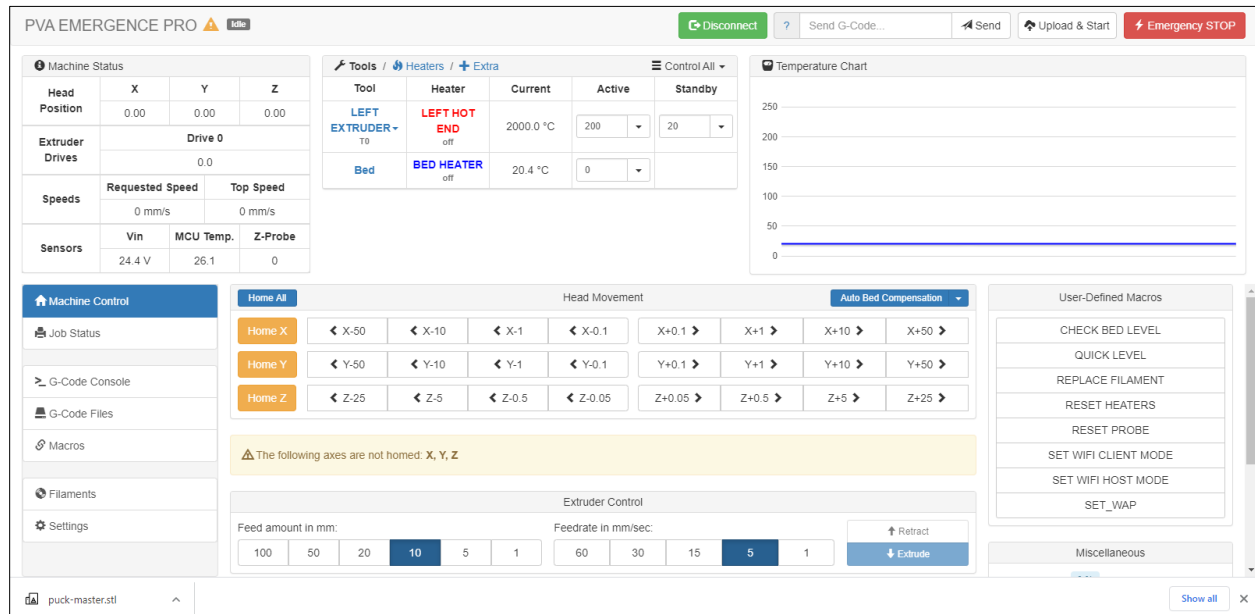 PVA EMERGENCE PRO Idle Disconnect ? Send G-Code... Send Upload & Start Emergency STOP
Machine Status
Head Position X Y Z
0.00 0.00 0.00
Extruder Drives Drive 0
0.0
Speeds Requested Speed Top Speed
0 mm/s 0 mm/s
Sensors Vin MCU Temp. Z-Probe
24.4 V 26.1 0
Tools / Heaters / + Extra Control All
Tool Heater Current Active Standby
LEFT LEFT HOT
EXTRUDER END 2000.0 °C 200 20
T0 off
Bed BED HEATER 20.4 °C 0
off
Temperature Chart
250
200
150
100
50
0
Machine Control
Job Status
G-Code Console
G-Code Files
Macros
Filaments
Settings
Home All Head Movement Auto Bed Compensation
Home X X-50 X-10 X-1 X-0.1 X+0.1 X+1 X+10 X+50
Home Y Y-50 Y-10 Y-1 Y-0.1 Y+0.1 Y+1 Y+10 Y+50
Home Z Z-25 Z-5 Z-0.5 Z-0.05 Z+0.05 Z+0.5 Z+5 Z+25
The following axes are not homed: X, Y, Z
Extruder Control
Feed amount in mm: Feedrate in mm/sec:
100 50 20 10 5 1 60 30 15 5 1
Retract
Extrude
User-Defined Macros
CHECK BED LEVEL
QUICK LEVEL
REPLACE FILAMENT
RESET HEATERS
RESET PROBE
SET WIFI CLIENT MODE
SET WIFI HOST MODE
SET_WAP
Miscellaneous
puck-master.stl Show all